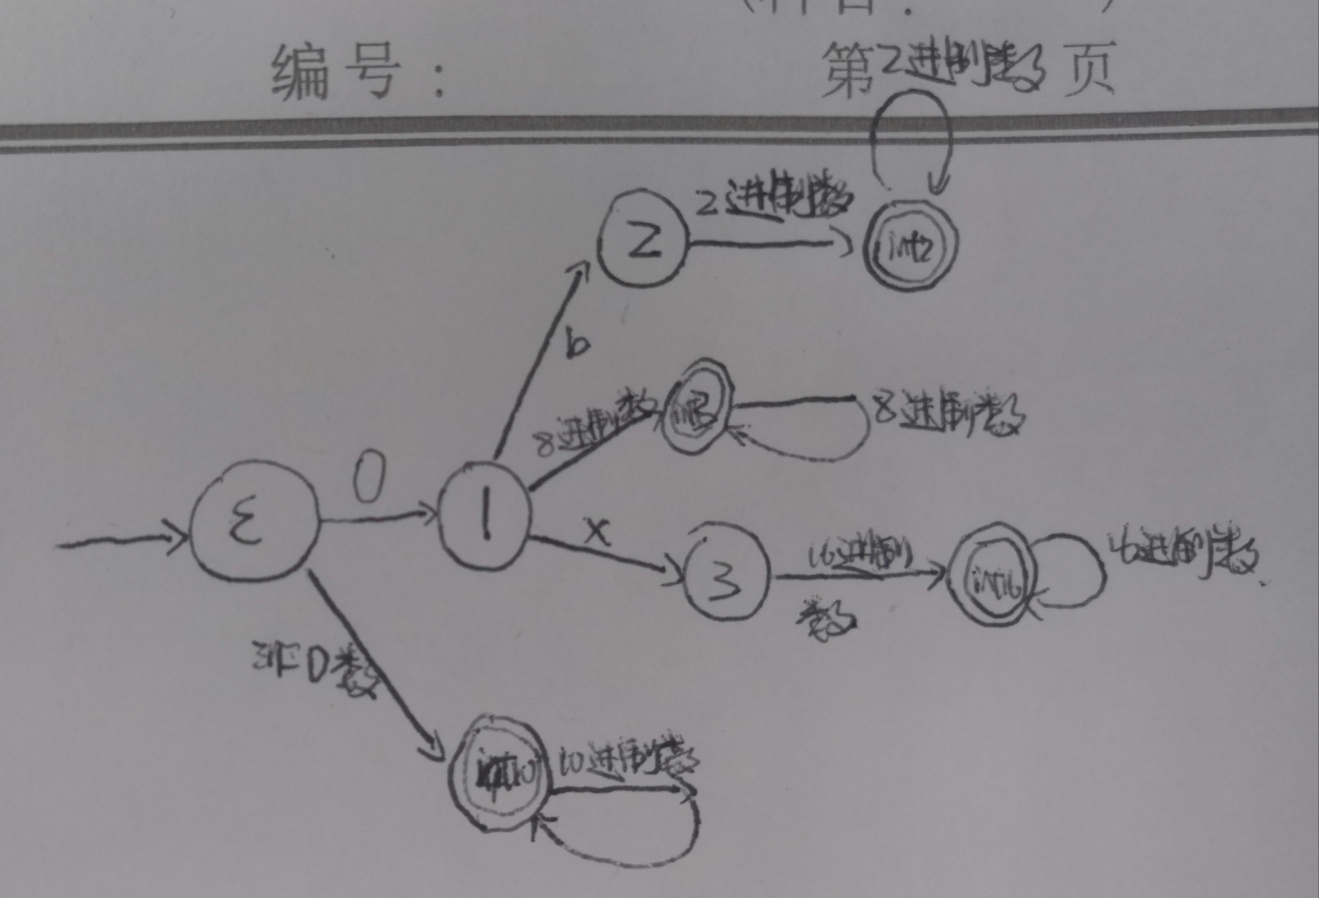 编号：
第 页
2进制数
2进制数
2
int2
b
8进制数
int8
8进制数
ε
0
1
x
3
16进制
数
int16
16进制数
非0数
int10
10进制数